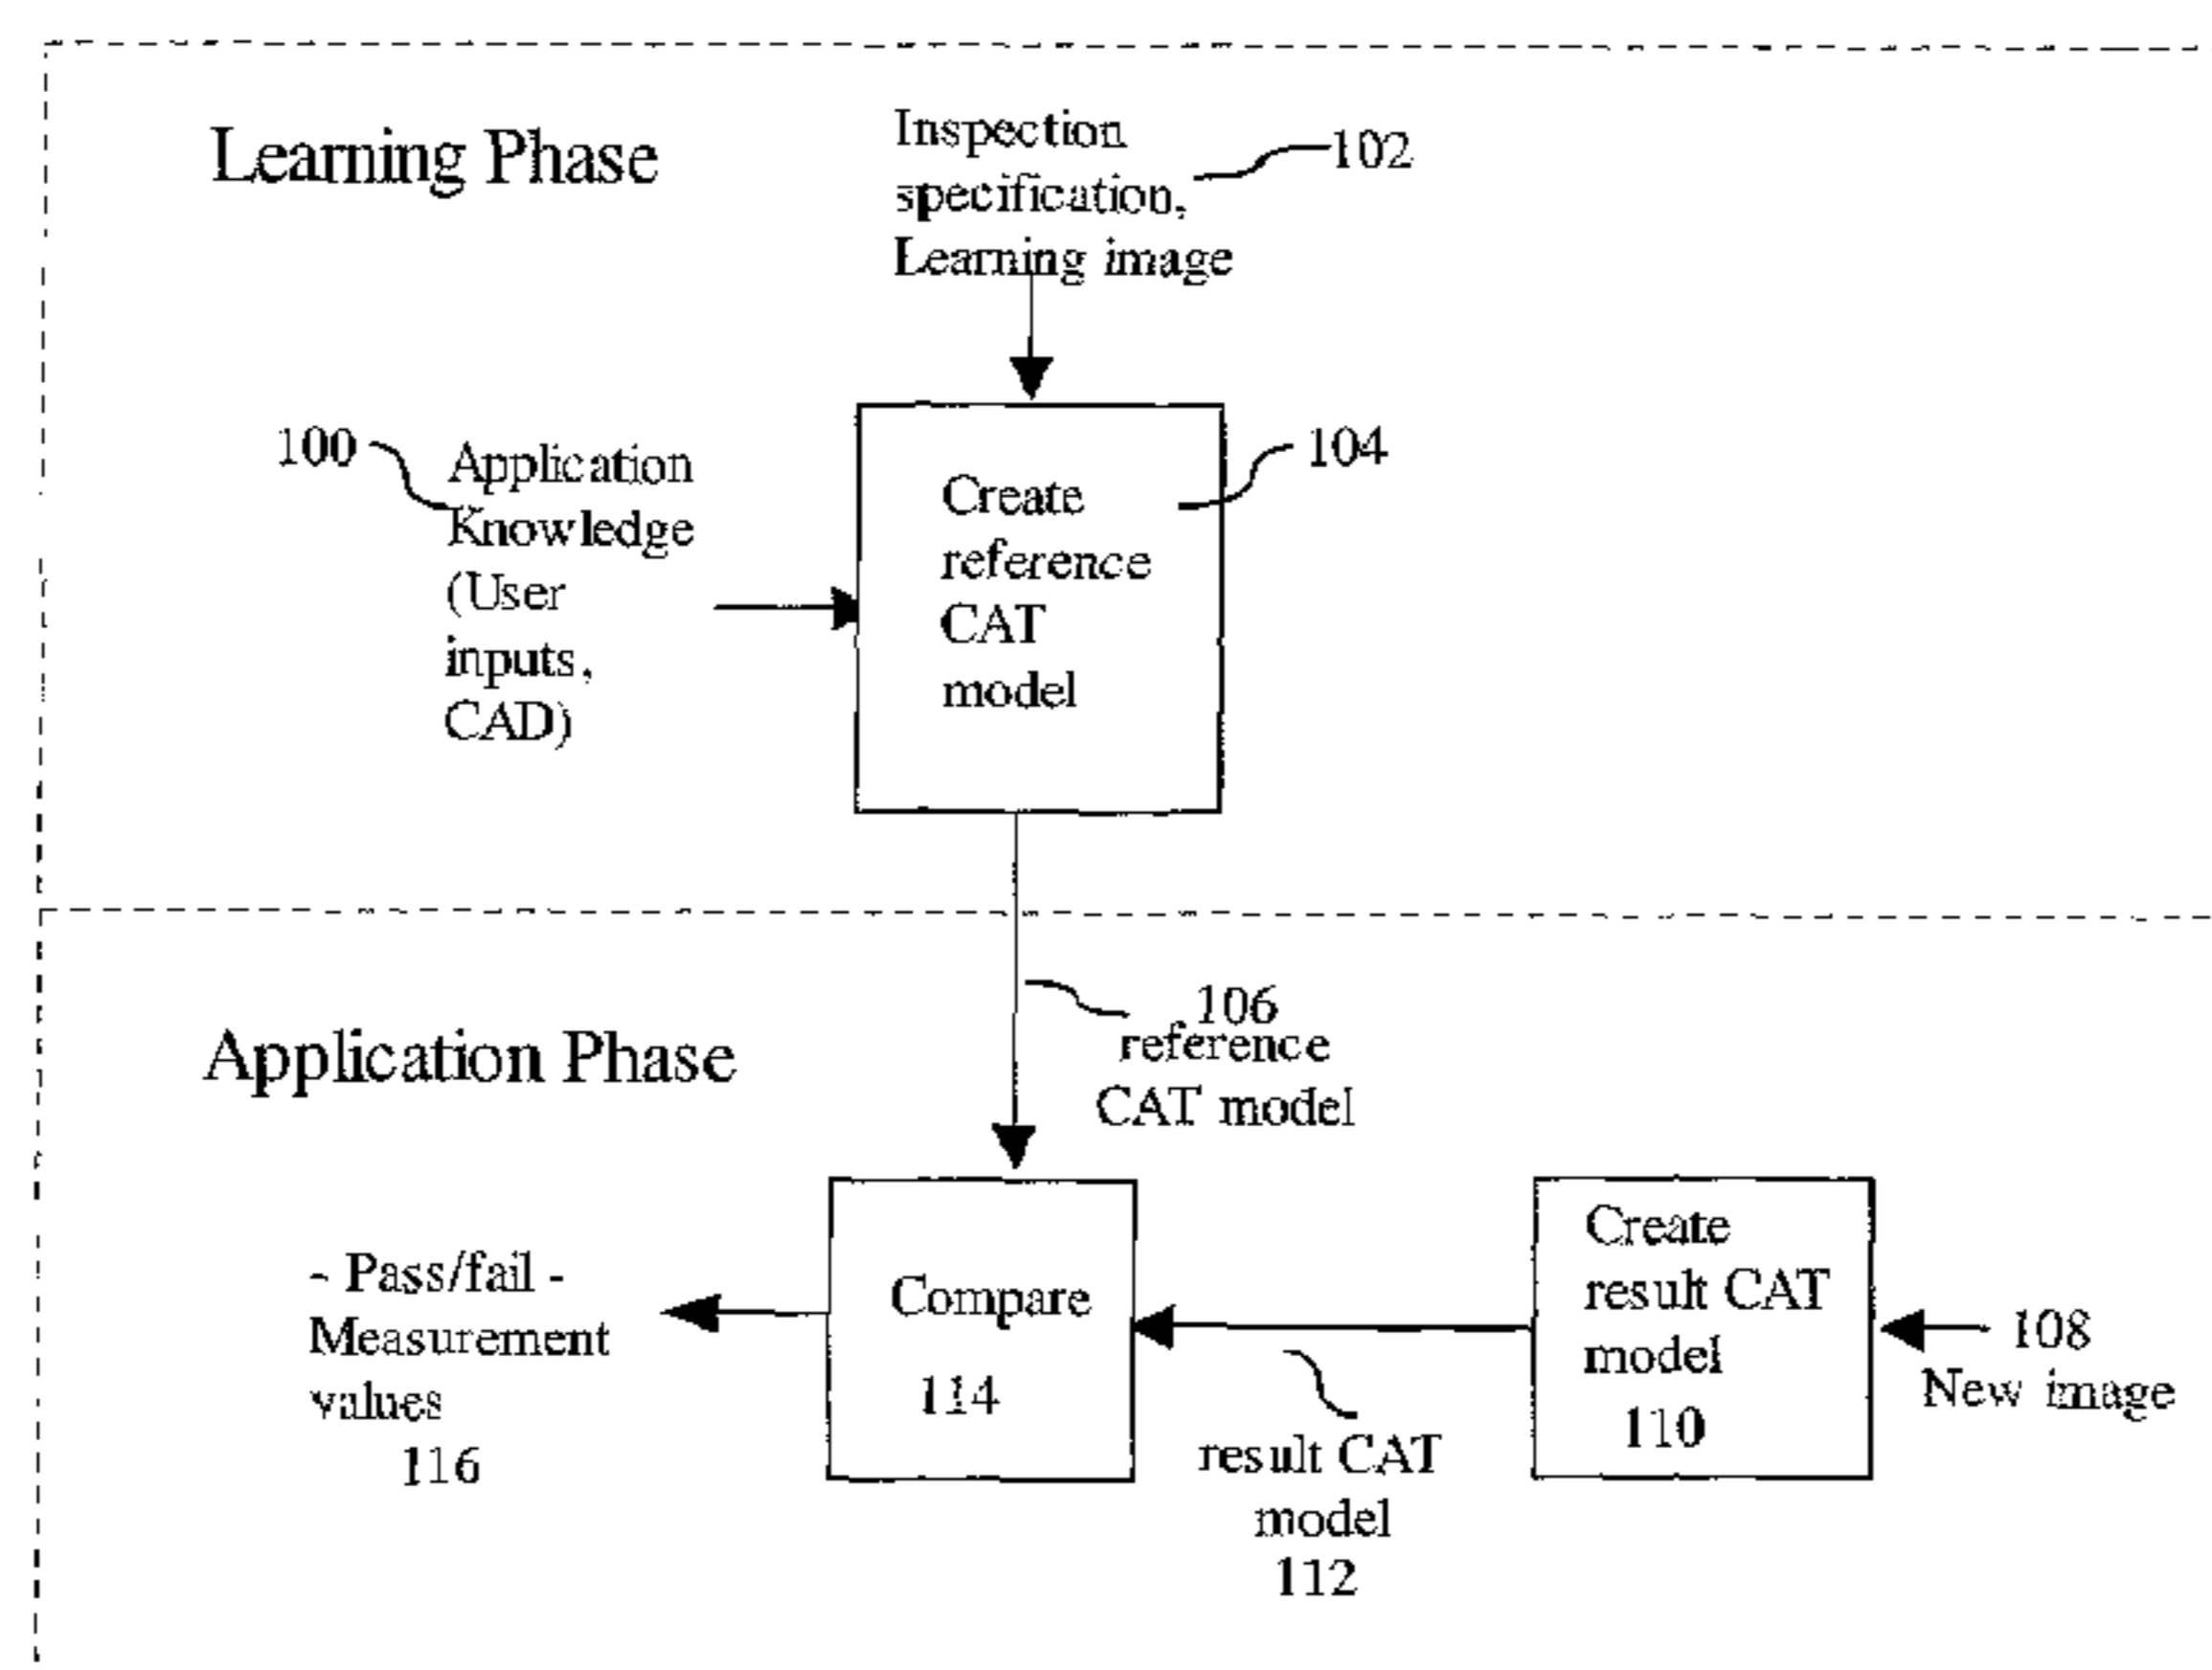 Learning Phase
Inspection
specification,
Learning image
102
100
Application
Knowledge
(User
inputs,
CAD)
Create
reference
CAT
model
104
106
reference
CAT model
Application Phase
- Pass/fail -
Measurement
values
116
Compare
114
result CAT
model
112
Create
result CAT
model
110
108
New image